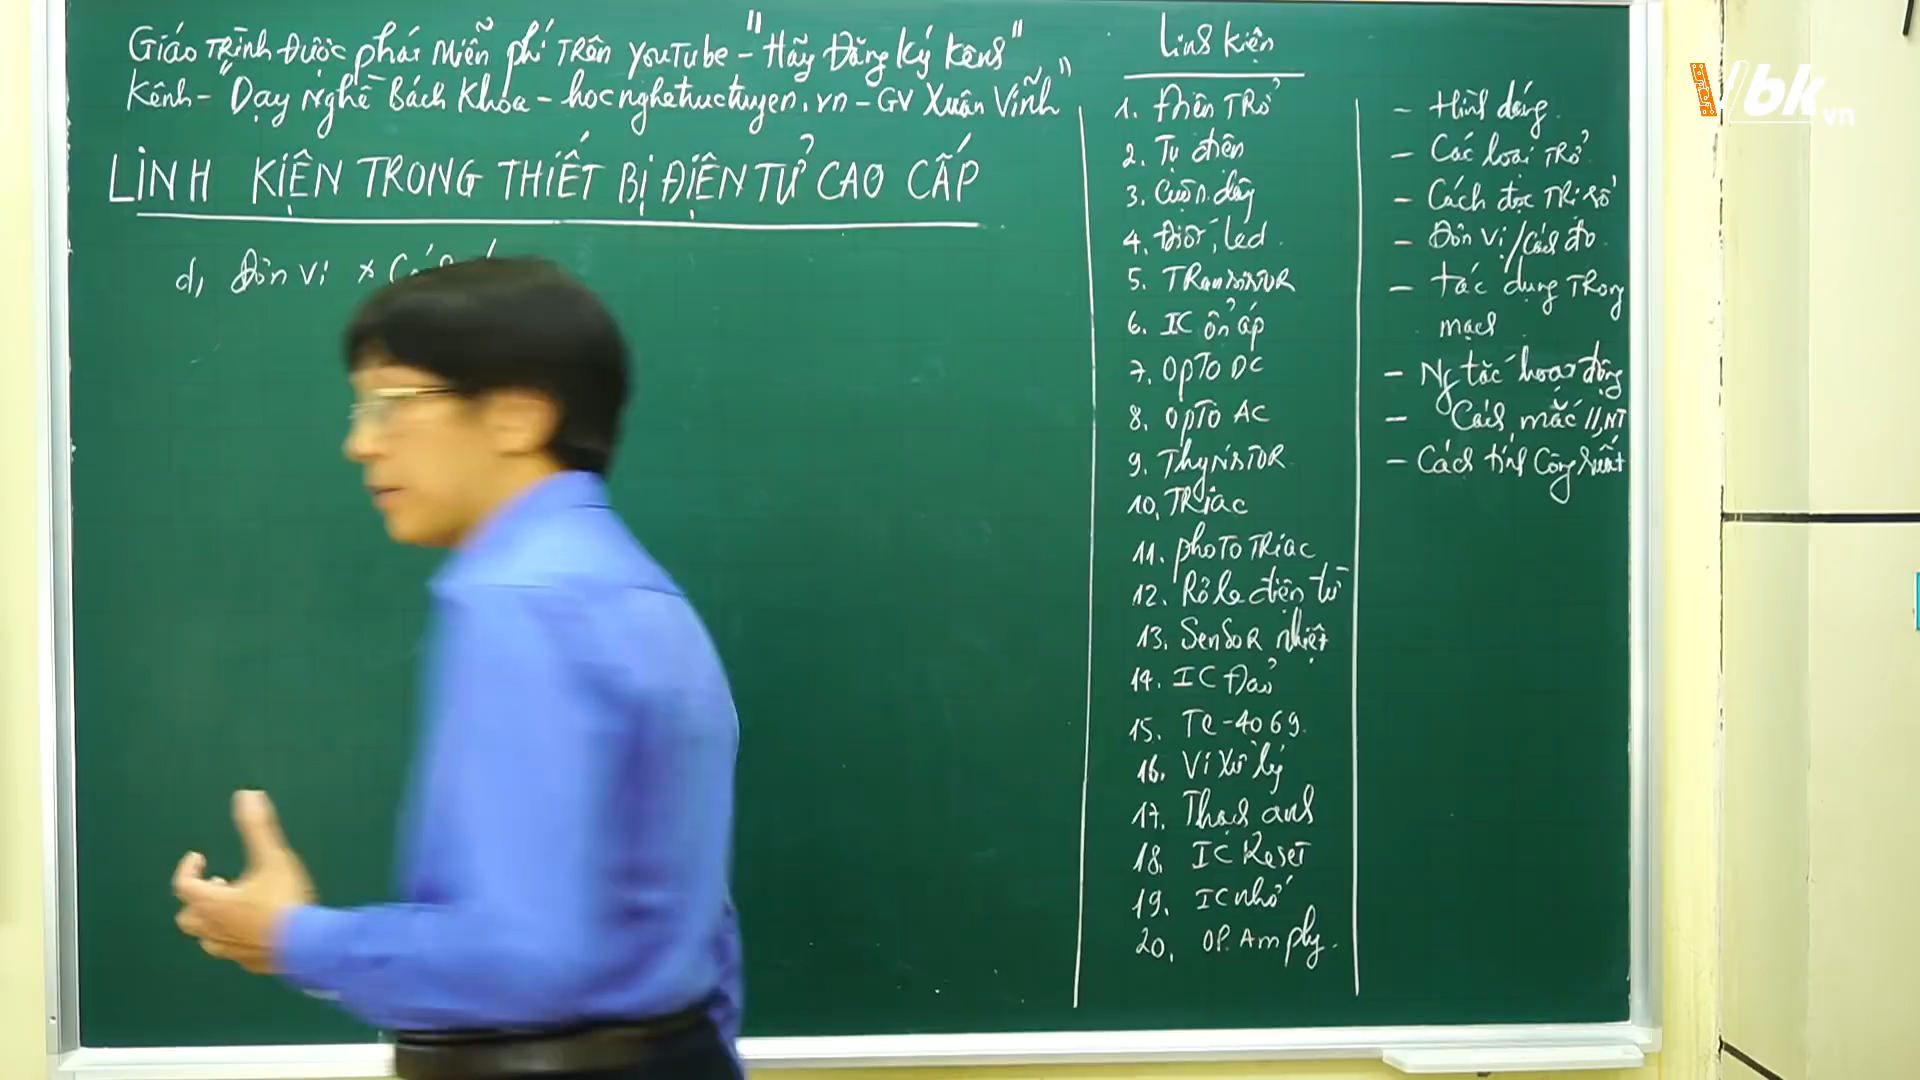 Giáo Trình Được phát Miễn phí Trên YouTube - "Hãy Đăng Ký Kênh"
Kênh - "Dạy Nghề Bách Khoa - hocnghetructuyen.vn - GV Xuân Vĩnh"
LINH KIỆN TRONG THIẾT BỊ ĐIỆN TỬ CAO CẤP
d, Đơn vị *
Linh kiện
1. Điện Trở
2. Tụ điện
3. Cuộn dây
4. Điốt, Led
5. Transistor
6. IC ổn áp
7. Opto DC
8. Opto AC
9. Thyristor
10, Triac
11. photo Triac
12. Rơle điện từ
13. Sensor nhiệt
14. IC Đảo
15. TC-4069
16. Vi Xử lý
17. Thạch anh
18. IC Reset
19. IC nhớ
20. OP. Amply.
- Hình dáng
- Các loại Trở
- Cách đọc Trị số
- Đơn vị/Cách đo
- Tác dụng Trong
mạch
- Ng tắc hoạt động
- Cách mắc //, NT
- Cách tính Công suất
Vbk.vn